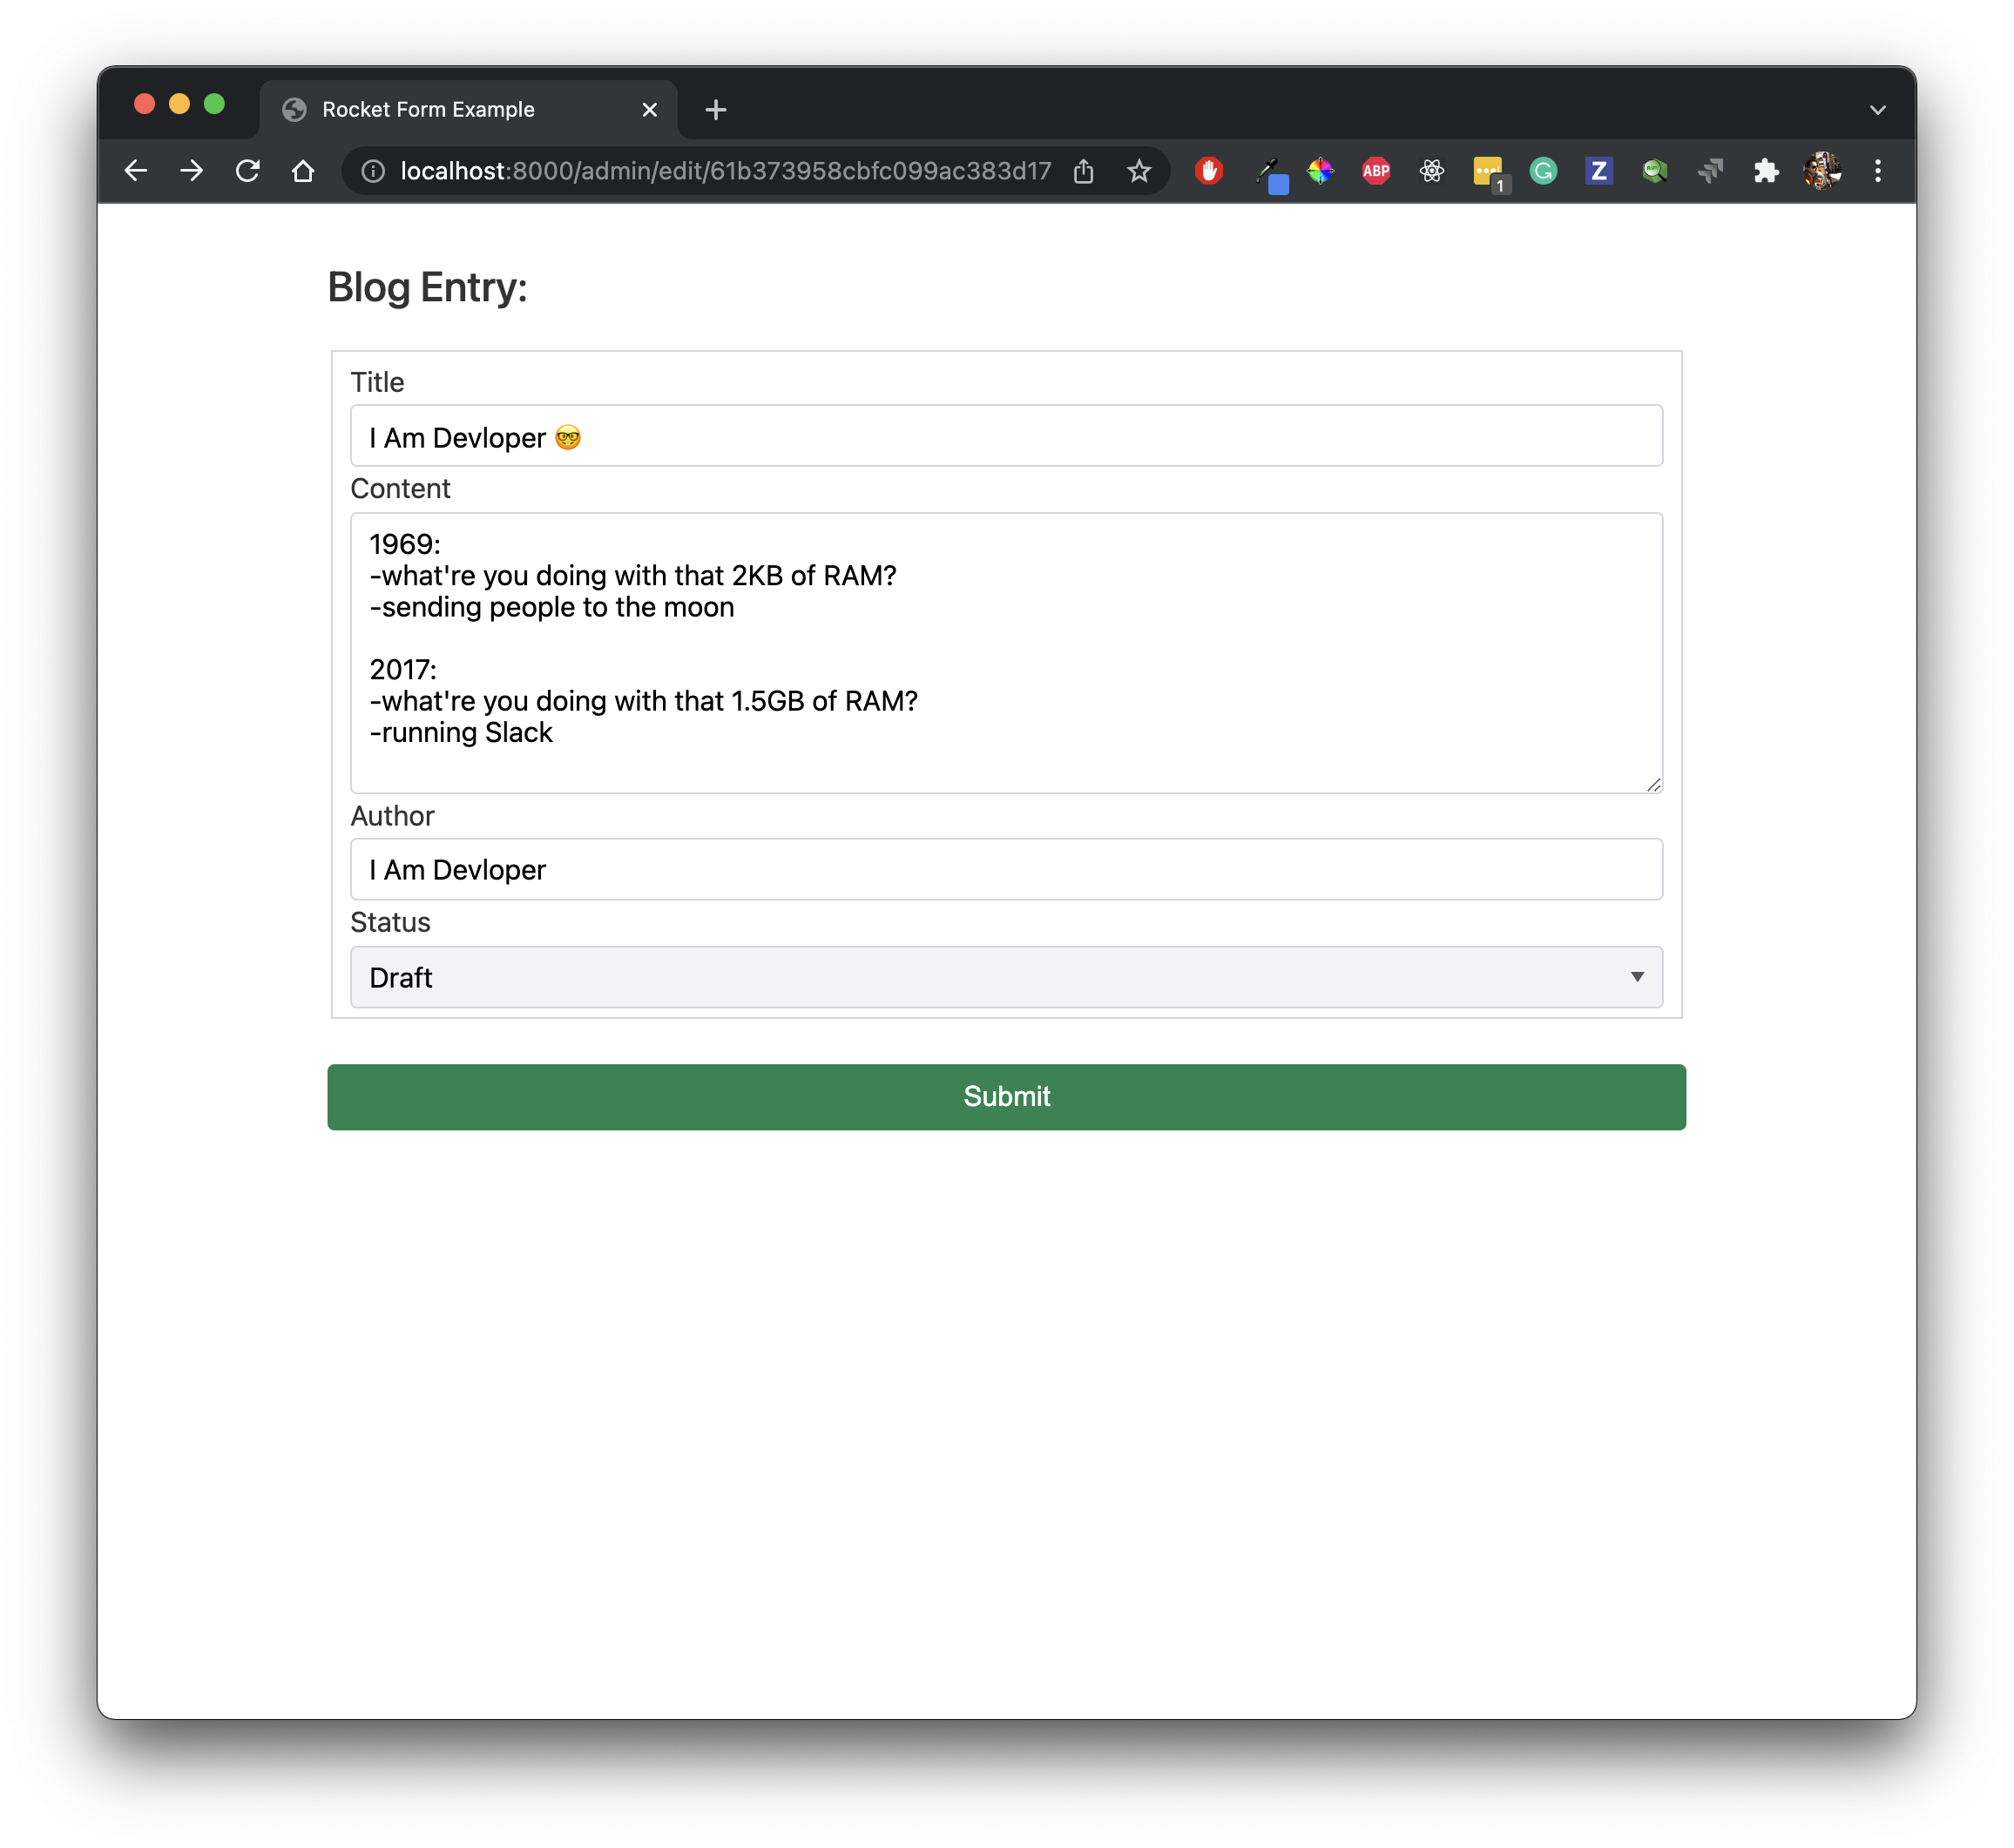 Rocket Form Example
localhost:8000/admin/edit/61b373958cbfc099ac383d17
ABP
1
G
Z
Blog Entry:
Title
I Am Devloper 🤓
Content
1969:
-what're you doing with that 2KB of RAM?
-sending people to the moon
2017:
-what're you doing with that 1.5GB of RAM?
-running Slack
Author
I Am Devloper
Status
Draft
Submit